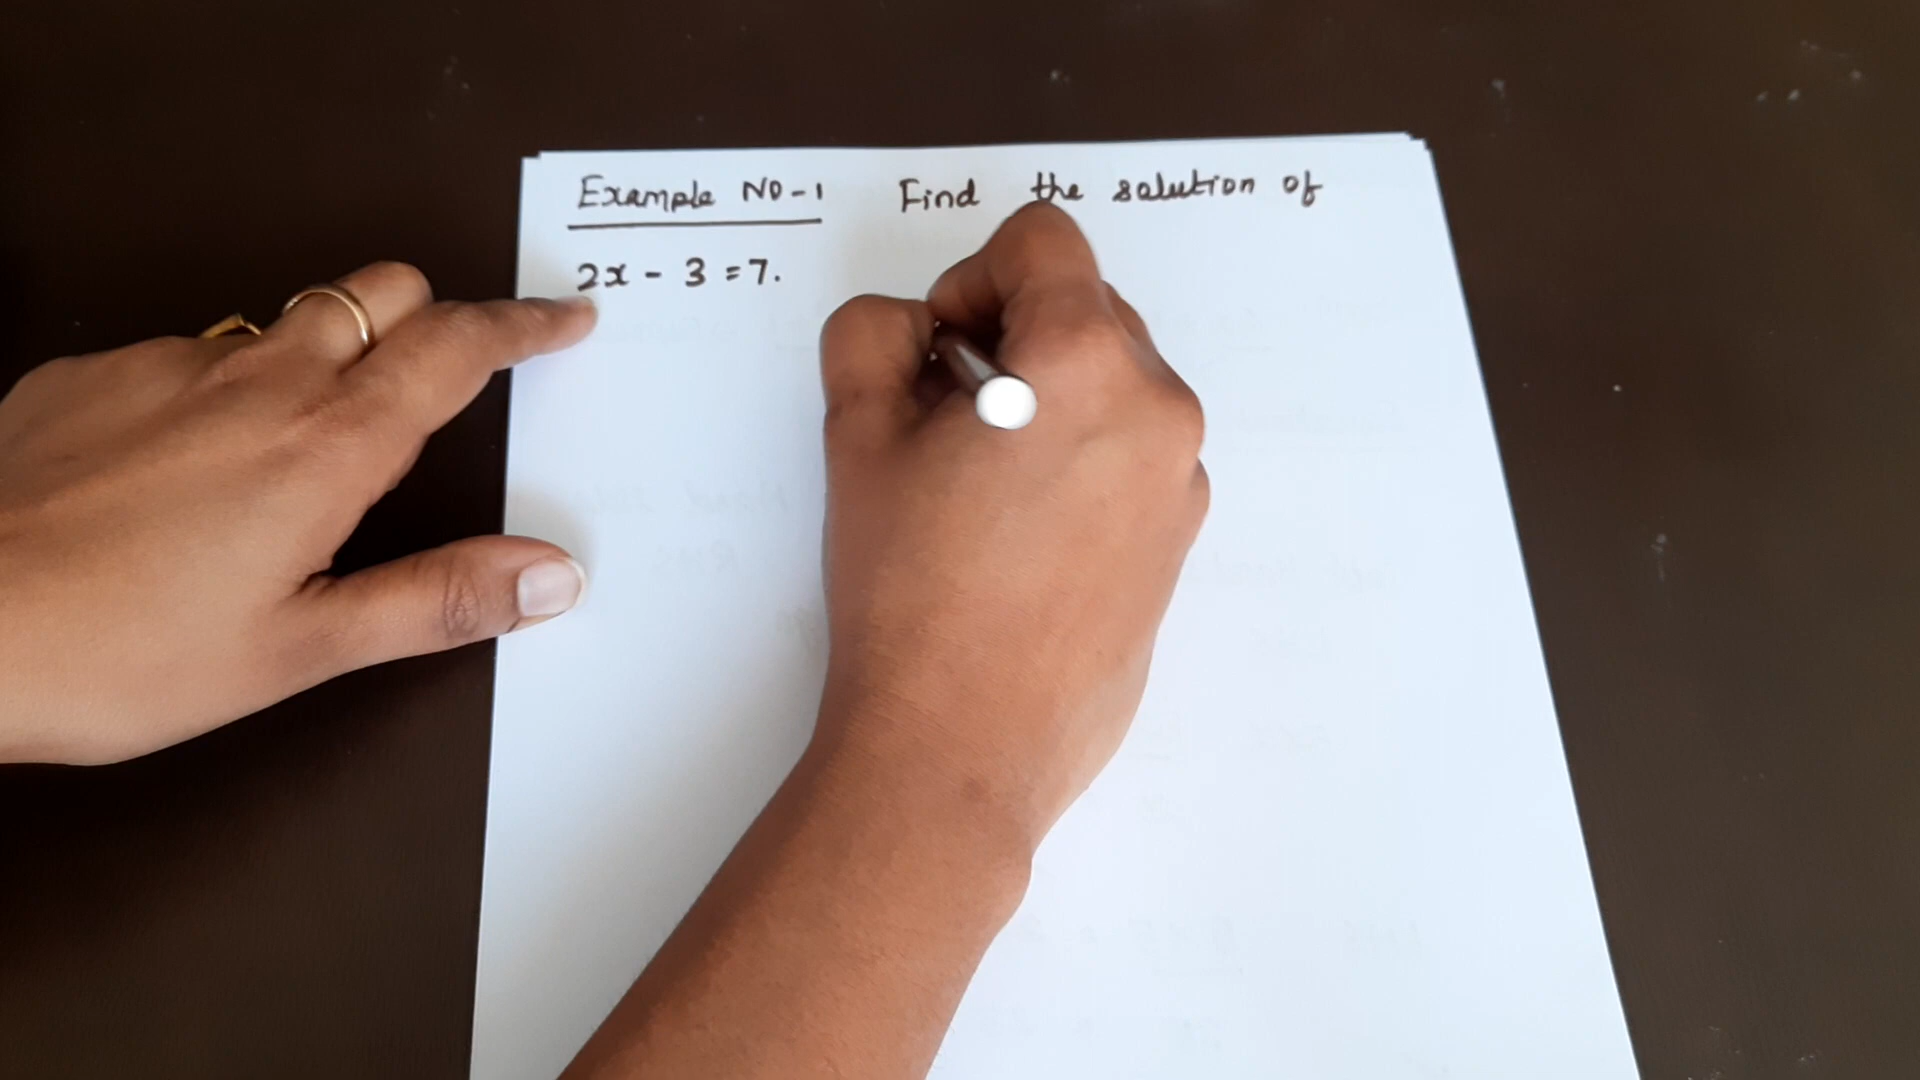 Example NO-1 Find the solution of
2x - 3 = 7.